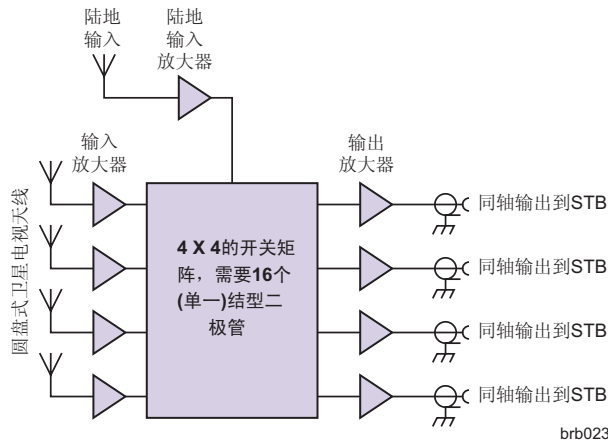 陆地
输入
陆地
输入
放大器
输入
放大器
输出
放大器
圆盘式卫星电视天线
4 X 4的开关矩
阵，需要16个
(单一)结型二
极管
同轴输出到STB
同轴输出到STB
同轴输出到STB
同轴输出到STB
brb023